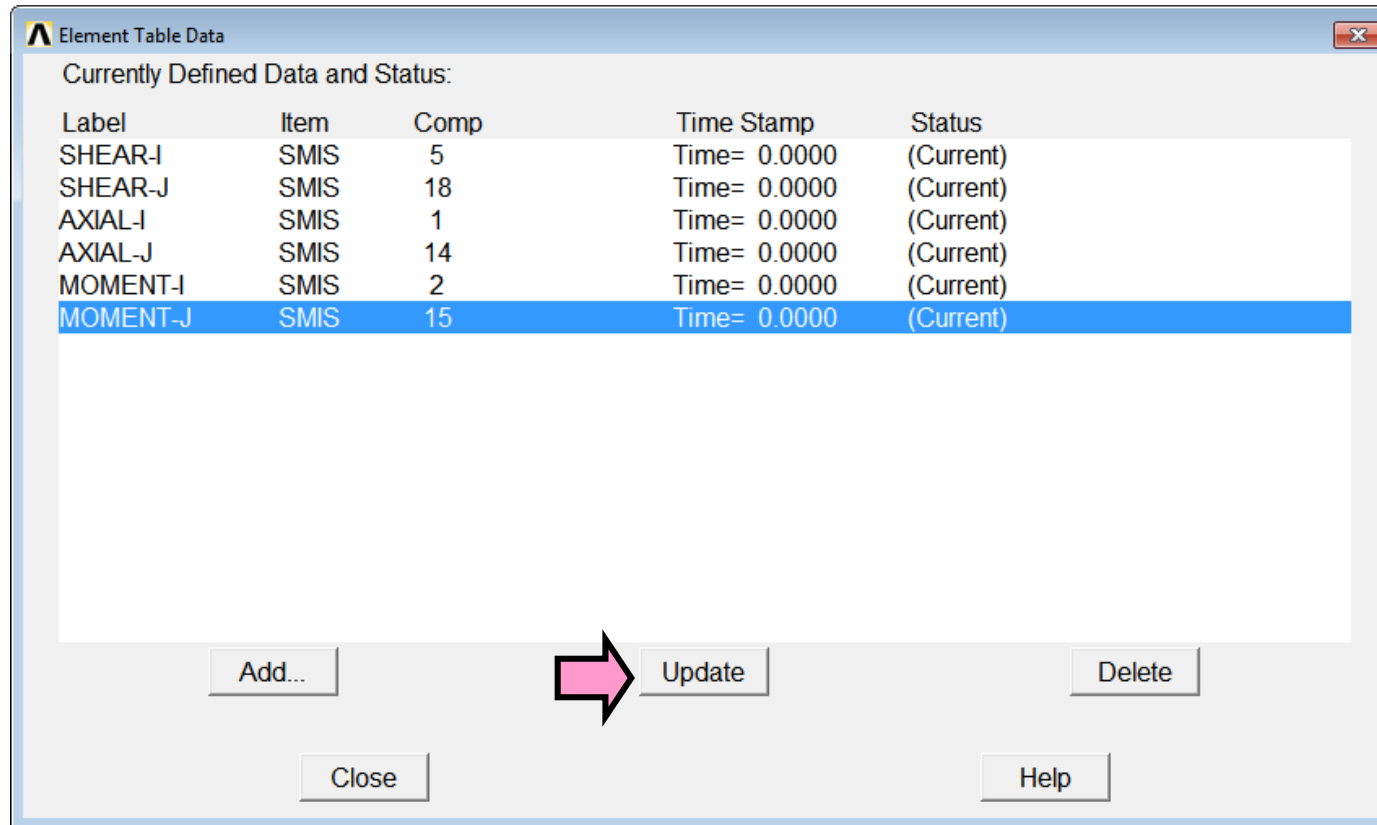 Element Table Data
Currently Defined Data and Status:
Label Item Comp Time Stamp Status
SHEAR-I SMIS 5 Time= 0.0000 (Current)
SHEAR-J SMIS 18 Time= 0.0000 (Current)
AXIAL-I SMIS 1 Time= 0.0000 (Current)
AXIAL-J SMIS 14 Time= 0.0000 (Current)
MOMENT-I SMIS 2 Time= 0.0000 (Current)
MOMENT-J SMIS 15 Time= 0.0000 (Current)
Add... Update Delete
Close Help